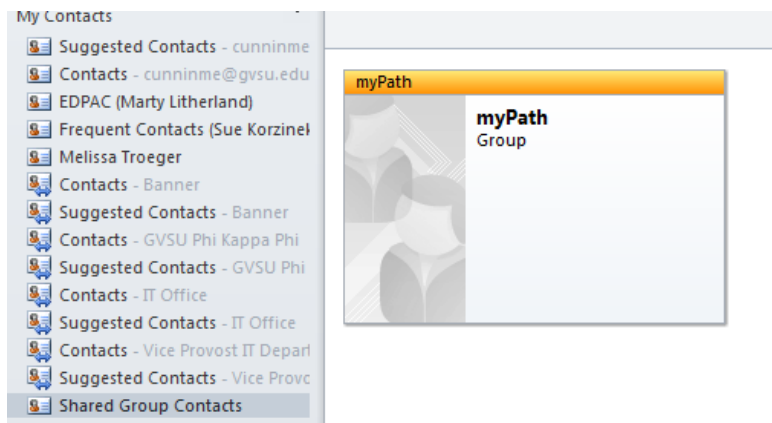 My Contacts
Suggested Contacts - cunninme
Contacts - cunninme@gvsu.edu
EDPAC (Marty Litherland)
Frequent Contacts (Sue Korzinek
Melissa Troeger
Contacts - Banner
Suggested Contacts - Banner
Contacts - GVSU Phi Kappa Phi
Suggested Contacts - GVSU Phi
Contacts - IT Office
Suggested Contacts - IT Office
Contacts - Vice Provost IT Depart
Suggested Contacts - Vice Provc
Shared Group Contacts
myPath
myPath
Group